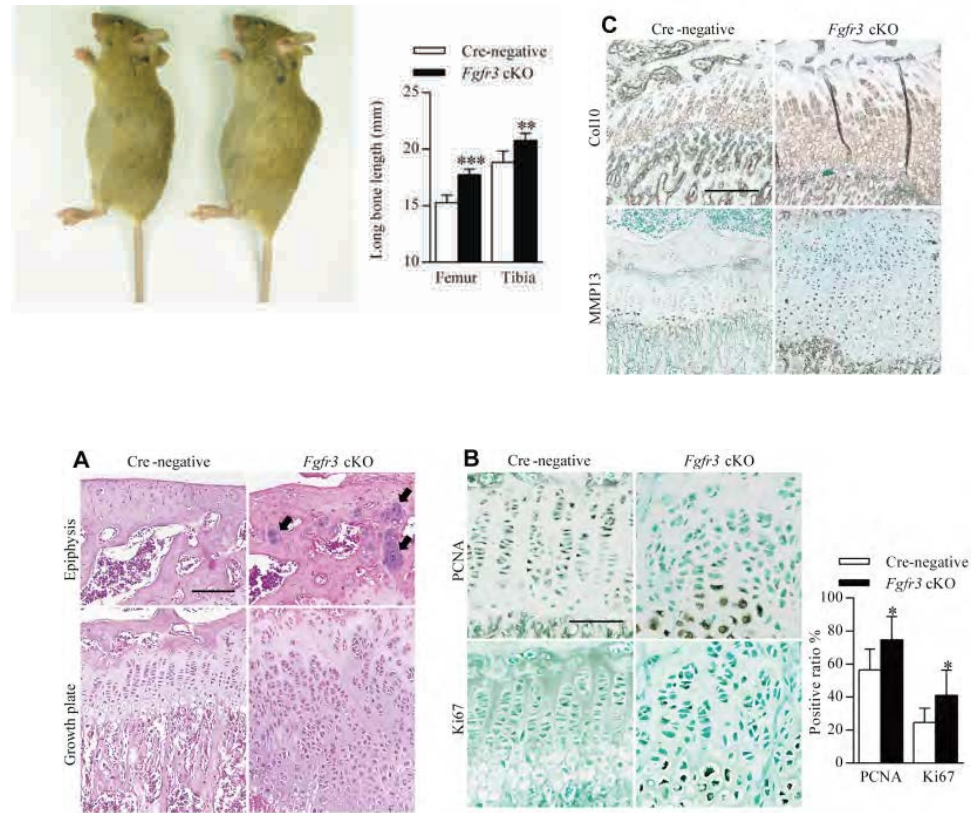 Cre-negative
Fgfr3 cKO
Long bone length (mm)
25
20
15
10
***
**
Femur Tibia
C
Cre-negative Fgfr3 cKO
Col10
MMP13
A
Cre-negative Fgfr3 cKO
Epiphysis
Growth plate
B
Cre-negative Fgfr3 cKO
PCNA
Ki67
Cre-negative
Fgfr3 cKO
Positive ratio %
100
80
60
40
20
0
*
*
PCNA Ki67